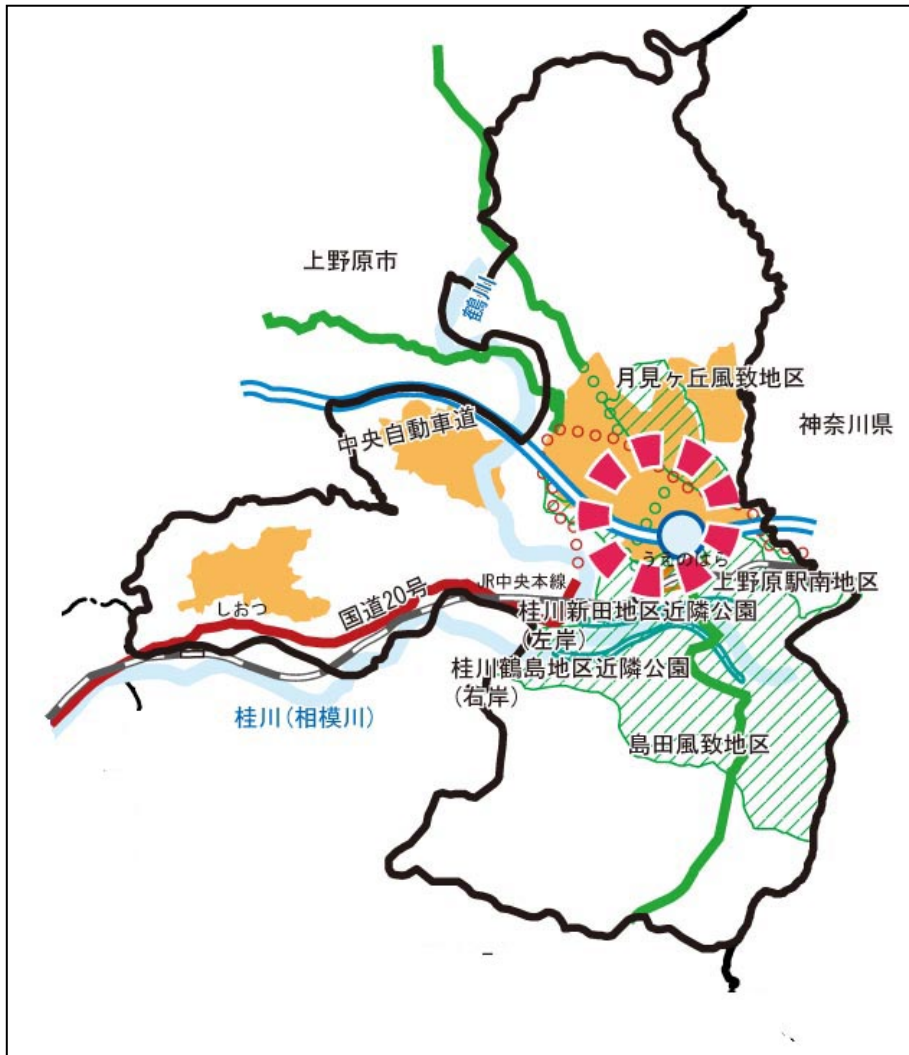 上野原市
鶴川
月見ヶ丘風致地区
神奈川県
中央自動車道
うえのはら
上野原駅南地区
JR中央本線
国道20号
しおつ
桂川新田地区近隣公園
(左岸)
桂川鶴島地区近隣公園
(右岸)
桂川(相模川)
島田風致地区